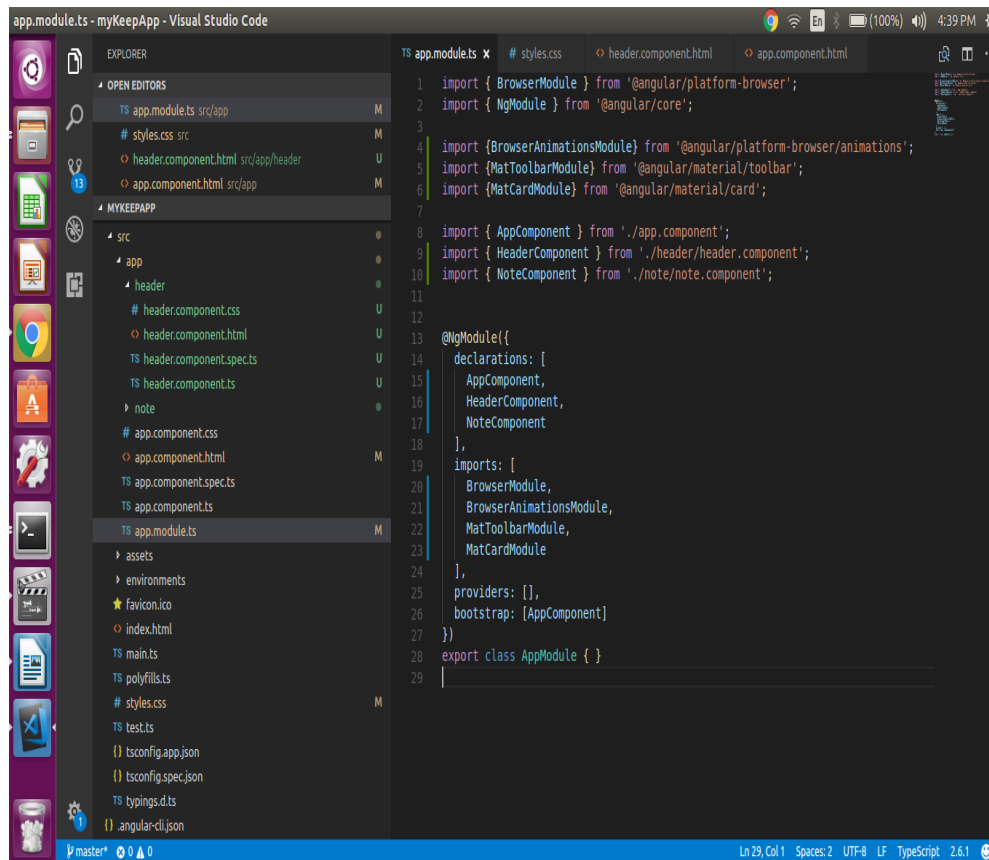 app.module.ts - myKeepApp - Visual Studio Code
En
(100%)
4:39 PM
EXPLORER
OPEN EDITORS
TS app.module.ts src/app M
# styles.css src M
<> header.component.html src/app/header U
<> app.component.html src/app M
MYKEEPAPP
src
app
header
# header.component.css U
<> header.component.html U
TS header.component.spec.ts U
TS header.component.ts U
note
# app.component.css
<> app.component.html M
TS app.component.spec.ts
TS app.component.ts
TS app.module.ts M
assets
environments
favicon.ico
<> index.html
TS main.ts
TS polyfills.ts
# styles.css M
TS test.ts
{} tsconfig.app.json
{} tsconfig.spec.json
TS typings.d.ts
{} .angular-cli.json
13
1
TS app.module.ts x
# styles.css
<> header.component.html
<> app.component.html
1 import { BrowserModule } from '@angular/platform-browser';
2 import { NgModule } from '@angular/core';
3
4 import {BrowserAnimationsModule} from '@angular/platform-browser/animations';
5 import {MatToolbarModule} from '@angular/material/toolbar';
6 import {MatCardModule} from '@angular/material/card';
7
8 import { AppComponent } from './app.component';
9 import { HeaderComponent } from './header/header.component';
10 import { NoteComponent } from './note/note.component';
11
12
13 @NgModule({
14 declarations: [
15 AppComponent,
16 HeaderComponent,
17 NoteComponent
18 ],
19 imports: [
20 BrowserModule,
21 BrowserAnimationsModule,
22 MatToolbarModule,
23 MatCardModule
24 ],
25 providers: [],
26 bootstrap: [AppComponent]
27 })
28 export class AppModule { }
29
master* 0 0
Ln 29, Col 1 Spaces: 2 UTF-8 LF TypeScript 2.6.1